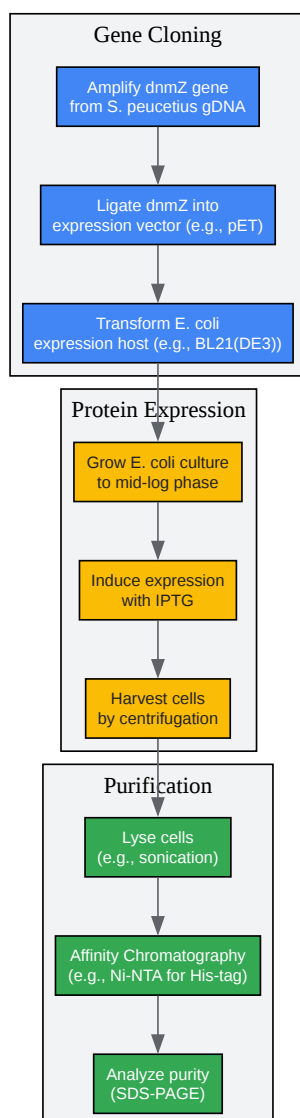 Gene Cloning
Amplify dnmZ gene
from S. peucetius gDNA
Ligate dnmZ into
expression vector (e.g., pET)
Transform E. coli
expression host (e.g., BL21(DE3))
Protein Expression
Grow E. coli culture
to mid-log phase
Induce expression
with IPTG
Harvest cells
by centrifugation
Purification
Lyse cells
(e.g., sonication)
Affinity Chromatography
(e.g., Ni-NTA for His-tag)
Analyze purity
(SDS-PAGE)